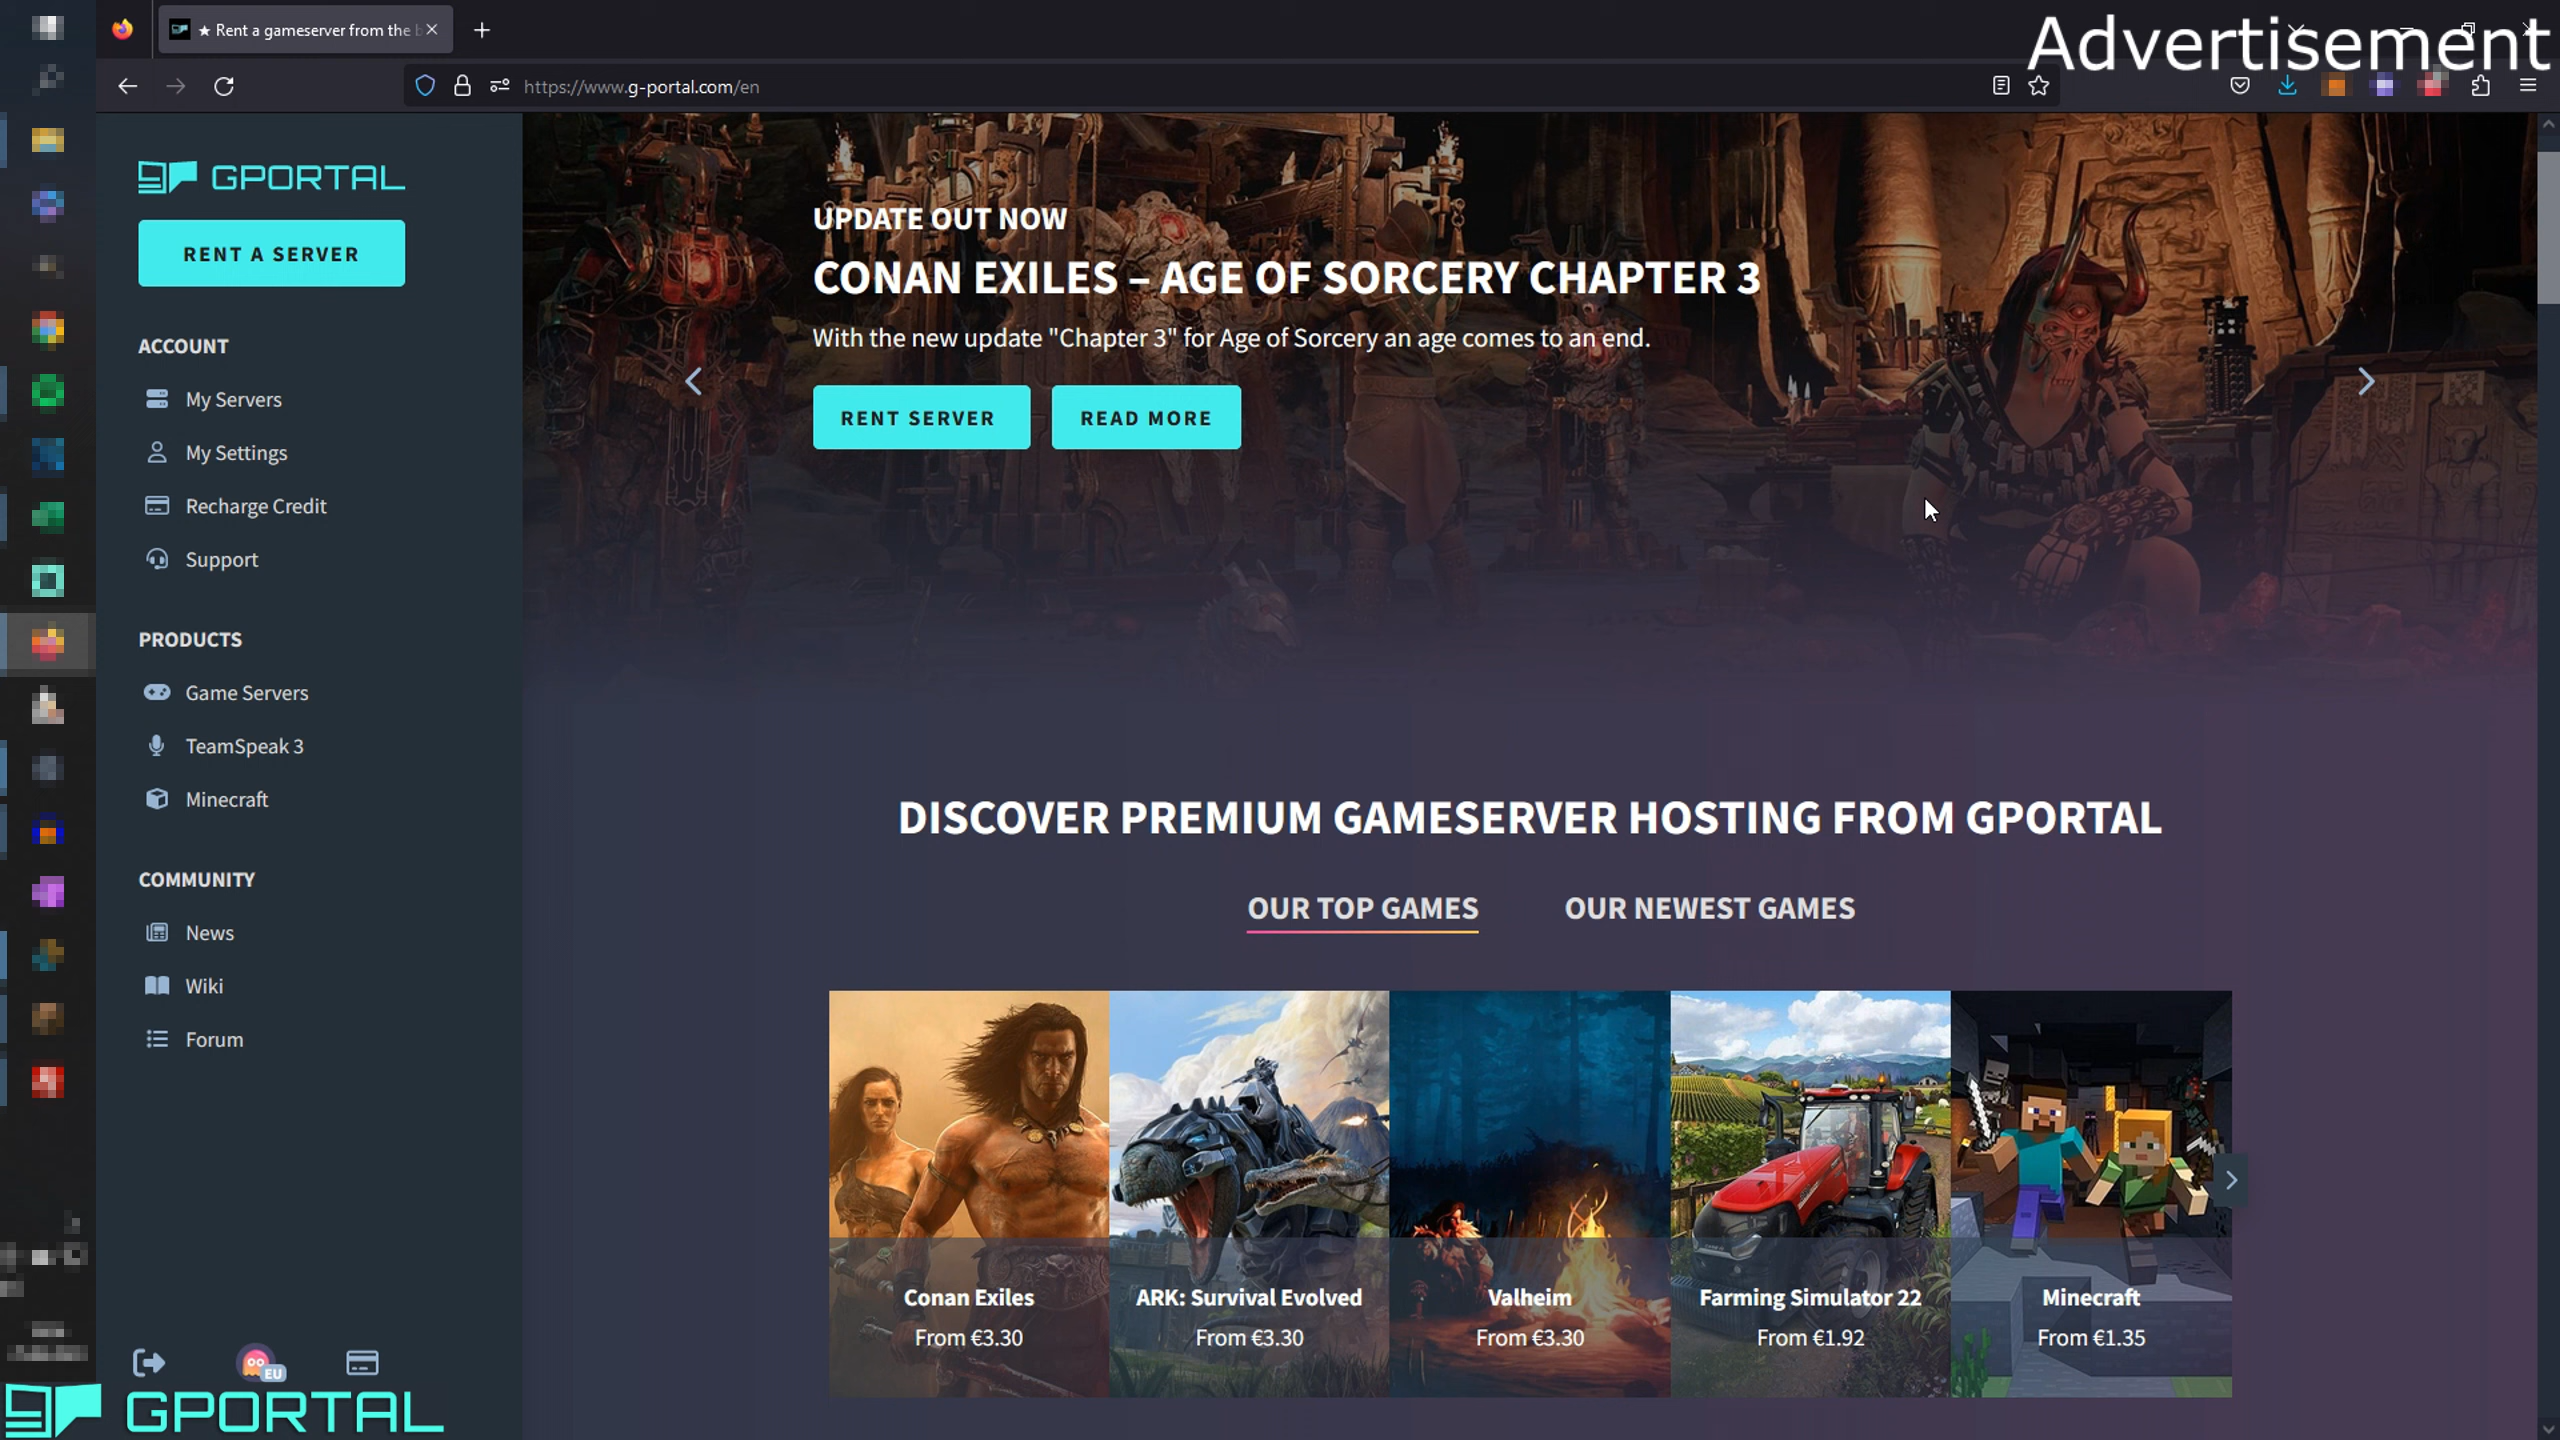 ★ Rent a gameserver from the b
Advertisement
https://www.g-portal.com/en
GPORTAL
RENT A SERVER
ACCOUNT
My Servers
My Settings
Recharge Credit
Support
PRODUCTS
Game Servers
TeamSpeak 3
Minecraft
COMMUNITY
News
Wiki
Forum
EU
GPORTAL
UPDATE OUT NOW
CONAN EXILES – AGE OF SORCERY CHAPTER 3
With the new update "Chapter 3" for Age of Sorcery an age comes to an end.
RENT SERVER
READ MORE
DISCOVER PREMIUM GAMESERVER HOSTING FROM GPORTAL
OUR TOP GAMES
OUR NEWEST GAMES
Conan Exiles
From €3.30
ARK: Survival Evolved
From €3.30
Valheim
From €3.30
Farming Simulator 22
From €1.92
Minecraft
From €1.35